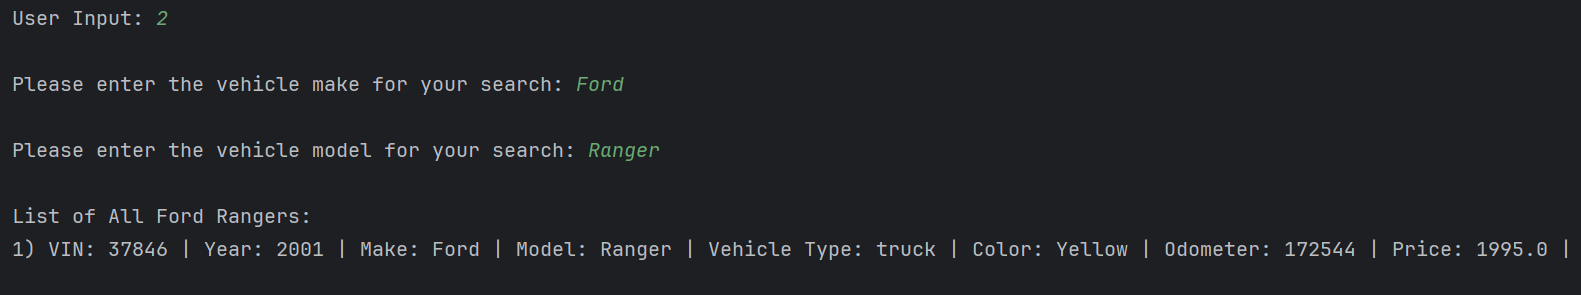 User Input: 2
Please enter the vehicle make for your search: Ford
Please enter the vehicle model for your search: Ranger
List of All Ford Rangers:
1) VIN: 37846 | Year: 2001 | Make: Ford | Model: Ranger | Vehicle Type: truck | Color: Yellow | Odometer: 172544 | Price: 1995.0 |